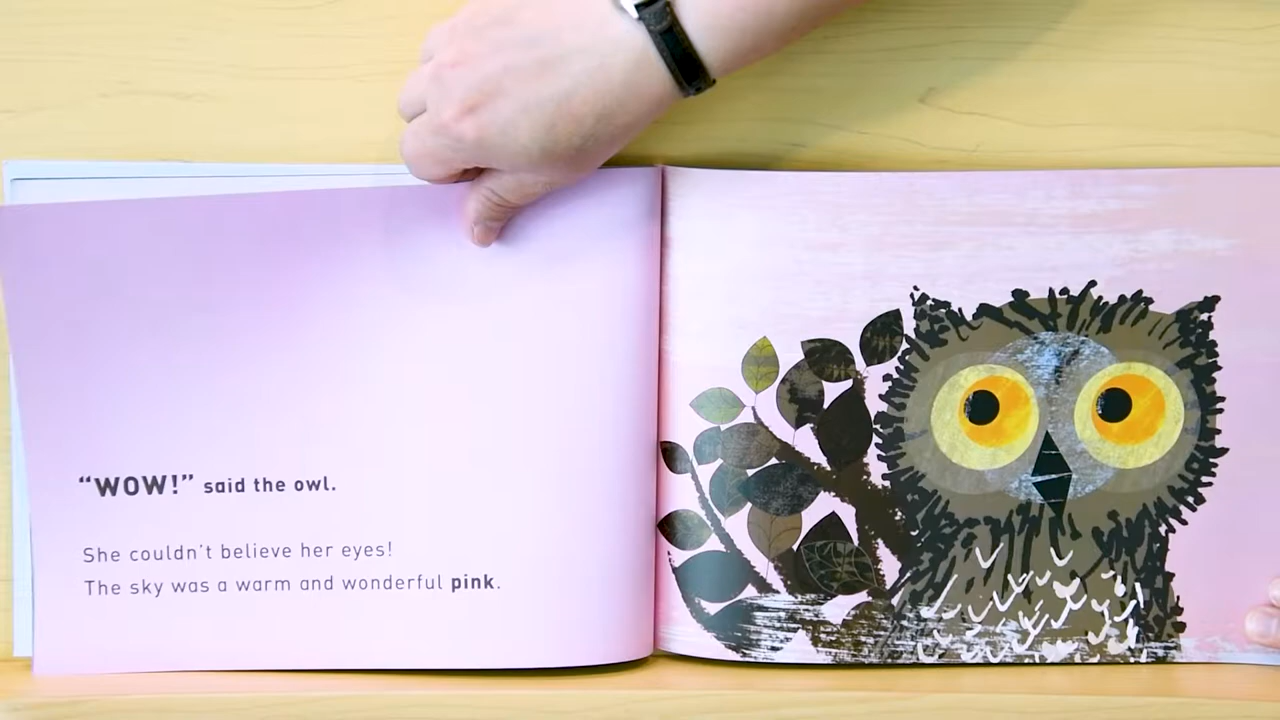 “WOW!” said the owl.
She couldn’t believe her eyes!
The sky was a warm and wonderful pink.